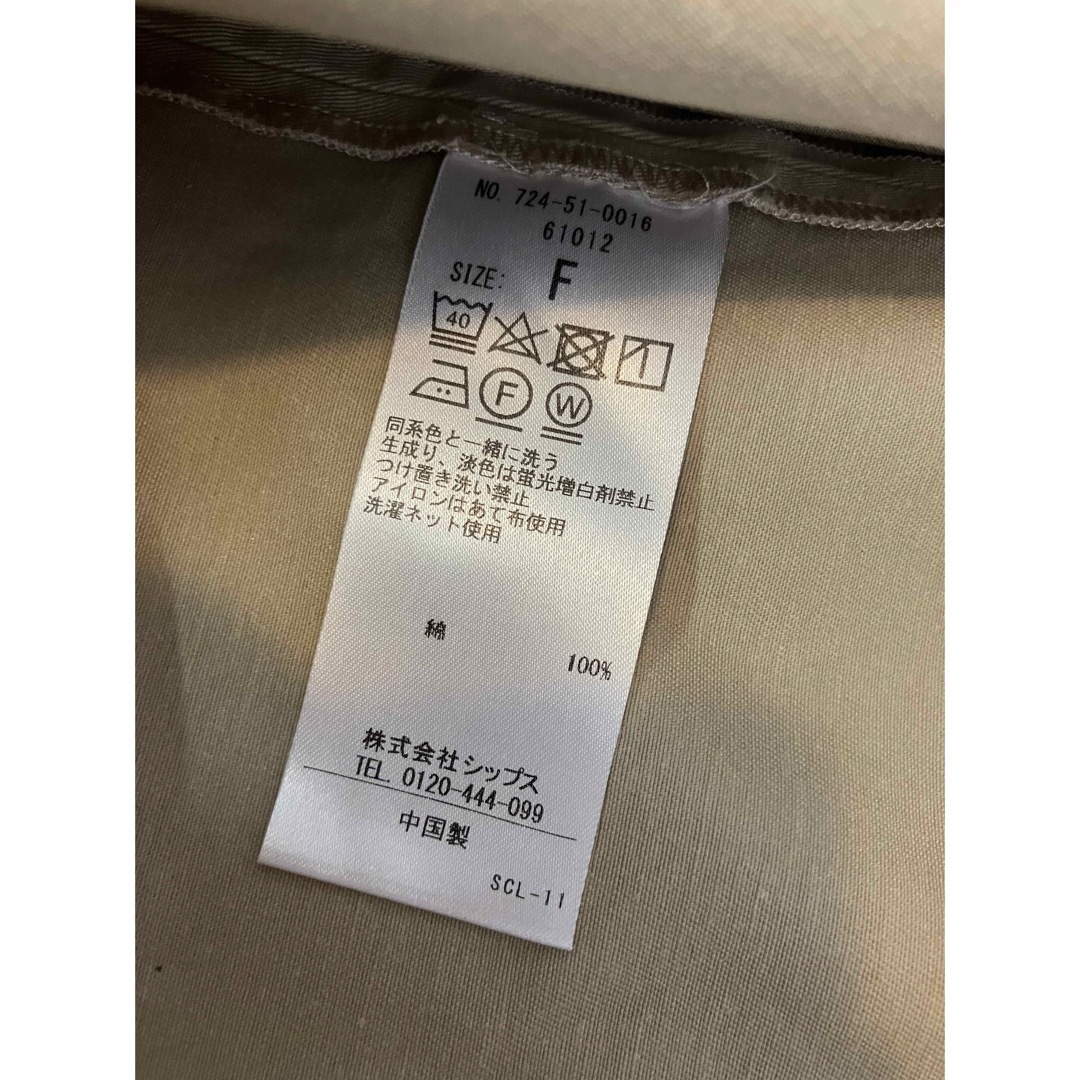 NO. 724-51-0016
61012
SIZE: F
40
F W
同系色と一緒に洗う
生成り、淡色は蛍光増白剤禁止
つけ置き洗い禁止
アイロンはあて布使用
洗濯ネット使用
綿
100%
株式会社シップス
TEL. 0120-444-099
中国製
SCL-11